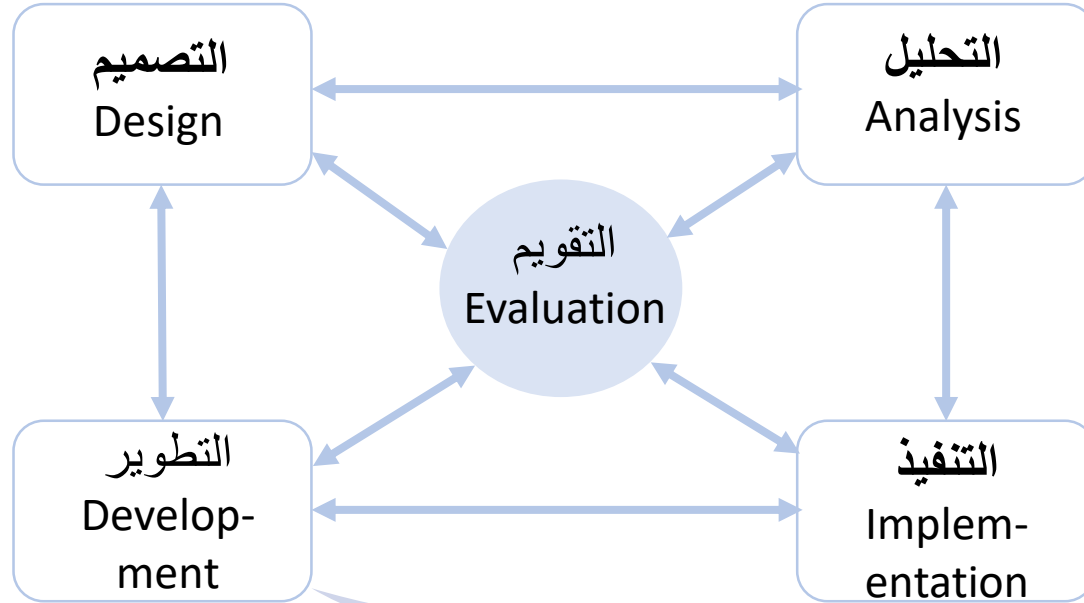 التصميم
Design
التحليل
Analysis
التقويم
Evaluation
التطوير
Develop-
ment
التنفيذ
Implem-
entation